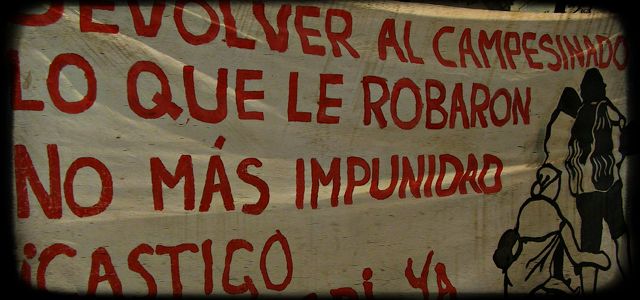 DEVOLVER AL CAMPESINADO
LO QUE LE ROBARON
NO MÁS IMPUNIDAD
¡CASTIGO
YA